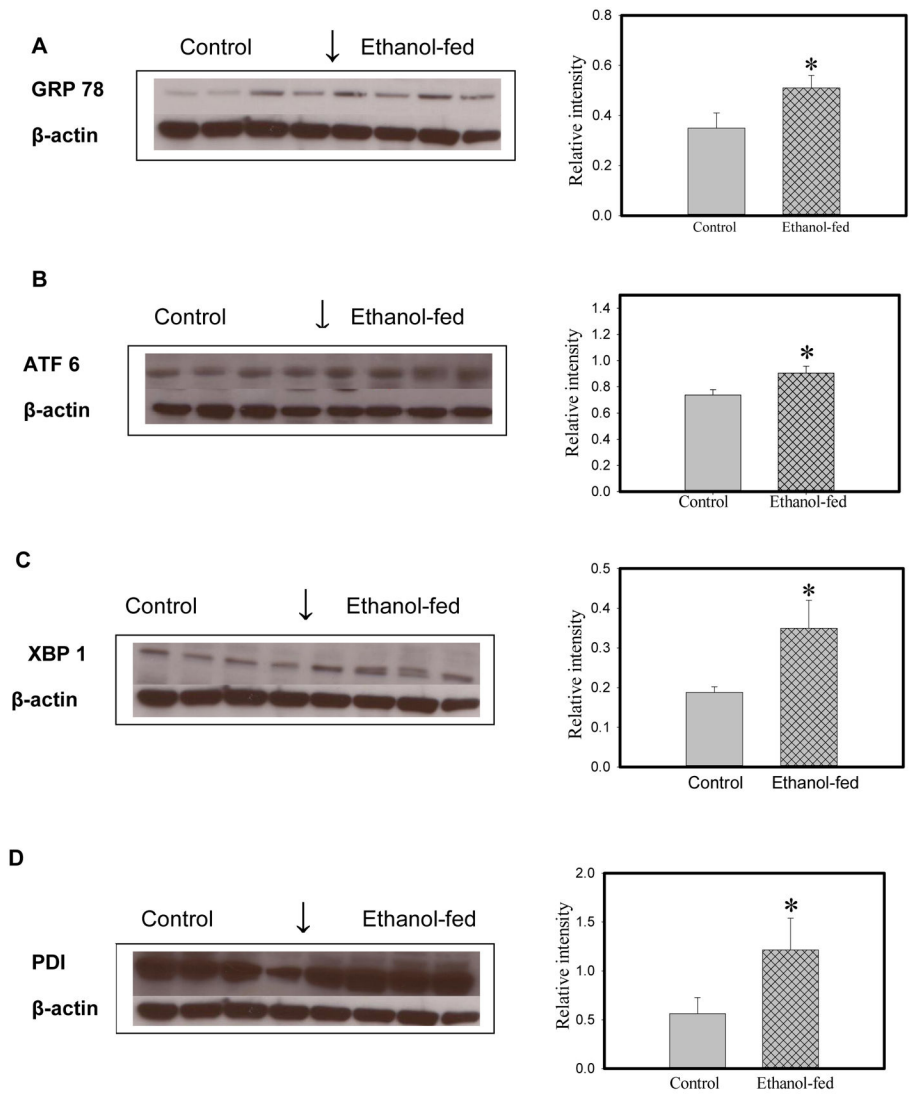 A
Control ↓ Ethanol-fed
GRP 78
β-actin
Relative intensity
0.8
0.6
0.4
0.2
0.0
*
Control Ethanol-fed
B
Control ↓ Ethanol-fed
ATF 6
β-actin
Relative intensity
1.4
1.2
1.0
0.8
0.6
0.4
0.2
0.0
*
Control Ethanol-fed
C
Control ↓ Ethanol-fed
XBP 1
β-actin
Relative intensity
0.5
0.4
0.3
0.2
0.1
0.0
*
Control Ethanol-fed
D
Control ↓ Ethanol-fed
PDI
β-actin
Relative intensity
2.0
1.5
1.0
0.5
0.0
*
Control Ethanol-fed